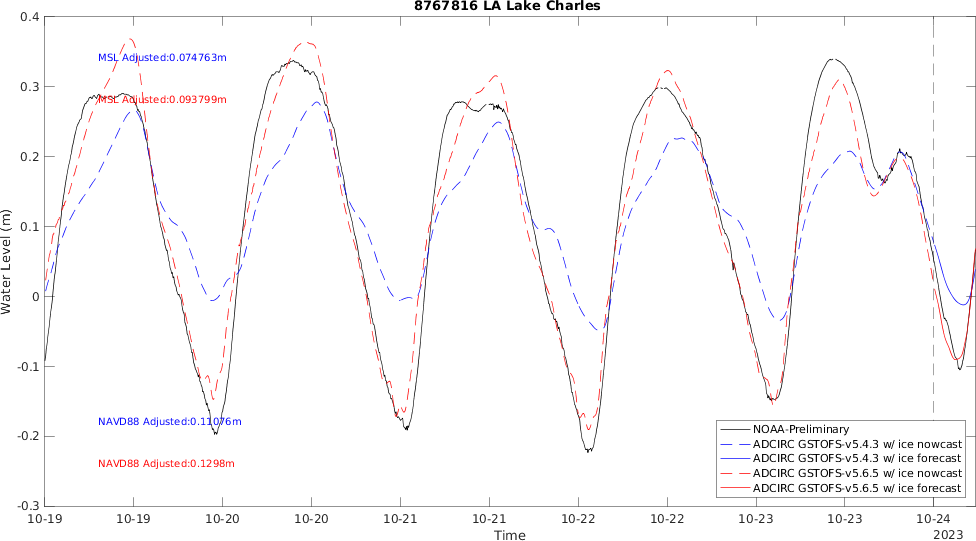 8767816 LA Lake Charles
Water Level (m)
0.4
0.3
0.2
0.1
0
-0.1
-0.2
-0.3
MSL Adjusted:0.074763m
MSL Adjusted:0.093799m
NAVD88 Adjusted:0.11076m
NAVD88 Adjusted:0.1298m
NOAA-Preliminary
ADCIRC GSTOFS-v5.4.3 w/ ice nowcast
ADCIRC GSTOFS-v5.4.3 w/ ice forecast
ADCIRC GSTOFS-v5.6.5 w/ ice nowcast
ADCIRC GSTOFS-v5.6.5 w/ ice forecast
10-19 10-19 10-20 10-20 10-21 10-21 10-22 10-22 10-23 10-23 10-24
Time
2023